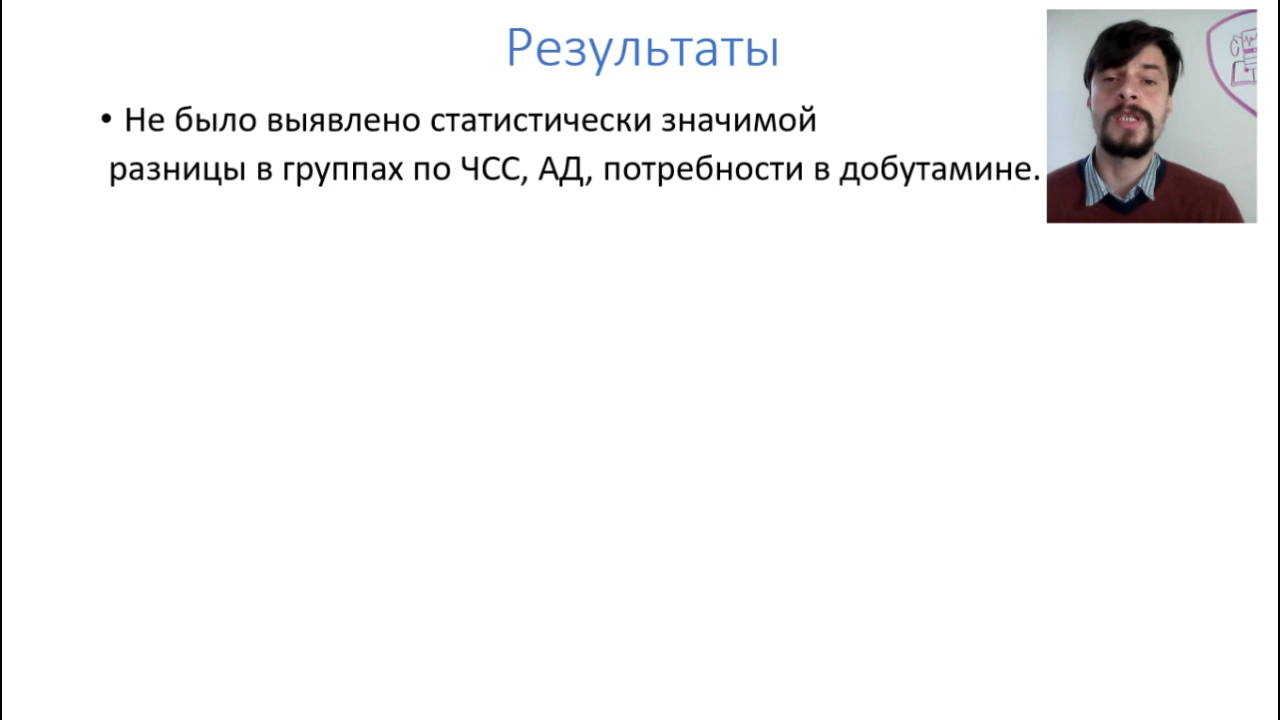 Результаты
• Не было выявлено статистически значимой
разницы в группах по ЧСС, АД, потребности в добутамине.